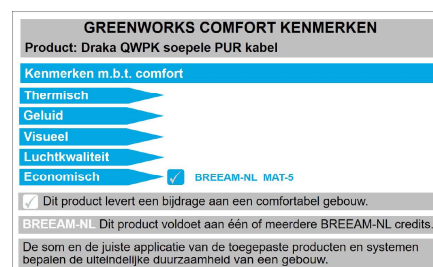 GREENWORKS COMFORT KENMERKEN
Product: Draka QWPK soepele PUR kabel
Kenmerken m.b.t. comfort
Thermisch
Geluid
Visueel
Luchtkwaliteit
Economisch BREEAM-NL MAT-5
Dit product levert een bijdrage aan een comfortabel gebouw.
BREEAM-NL Dit product voldoet aan één of meerdere BREEAM-NL credits.
De som en de juiste applicatie van de toegepaste producten en systemen
bepalen de uiteindelijke duurzaamheid van een gebouw.